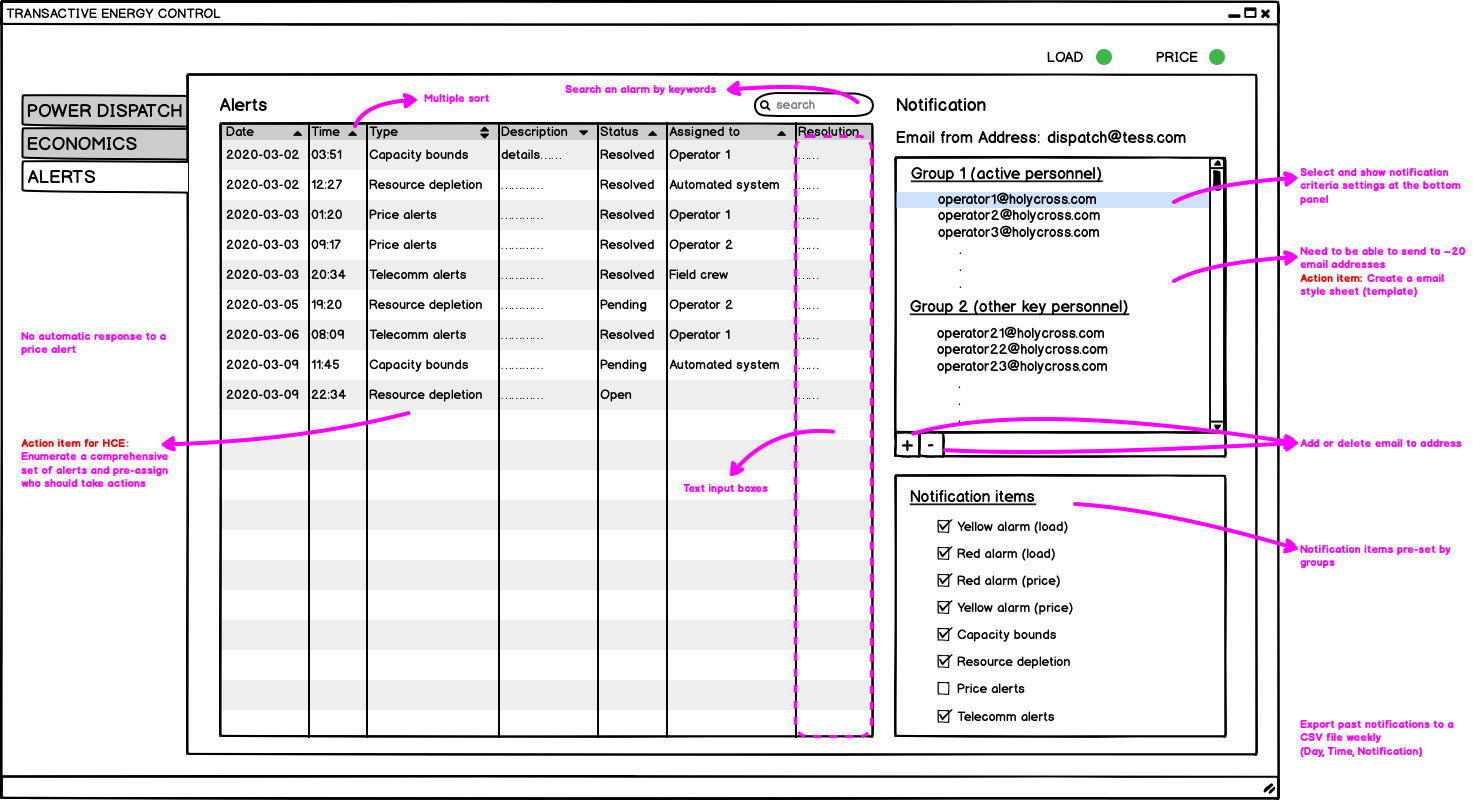 TRANSACTIVE ENERGY CONTROL
LOAD
PRICE
POWER DISPATCH
ECONOMICS
ALERTS
Alerts
Multiple sort
Search an alarm by keywords
search
Date Time Type Description Status Assigned to Resolution
2020-03-02 03:51 Capacity bounds details...... Resolved Operator 1 ......
2020-03-02 12:27 Resource depletion ............ Resolved Automated system ......
2020-03-03 01:20 Price alerts ............ Resolved Operator 1 ......
2020-03-03 09:17 Price alerts ............ Resolved Operator 2 ......
2020-03-03 20:34 Telecomm alerts ............ Resolved Field crew ......
2020-03-05 19:20 Resource depletion ............ Pending Operator 2 ......
2020-03-06 08:09 Telecomm alerts ............ Resolved Operator 1 ......
2020-03-09 11:45 Capacity bounds ............ Pending Automated system ......
2020-03-09 22:34 Resource depletion ............ Open ......
No automatic response to a
price alert
Action item for HCE:
Enumerate a comprehensive
set of alerts and pre-assign
who should take actions
Text input boxes
Notification
Email from Address: dispatch@tess.com
Group 1 (active personnel)
operator1@holycross.com
operator2@holycross.com
operator3@holycross.com
.
.
.
Group 2 (other key personnel)
operator21@holycross.com
operator22@holycross.com
operator23@holycross.com
.
.
.
+ -
Notification items
Yellow alarm (load)
Red alarm (load)
Red alarm (price)
Yellow alarm (price)
Capacity bounds
Resource depletion
Price alerts
Telecomm alerts
Select and show notification
criteria settings at the bottom
panel
Need to be able to send to ~20
email addresses
Action item: Create a email
style sheet (template)
Add or delete email to address
Notification items pre-set by
groups
Export past notifications to a
CSV file weekly
(Day, Time, Notification)